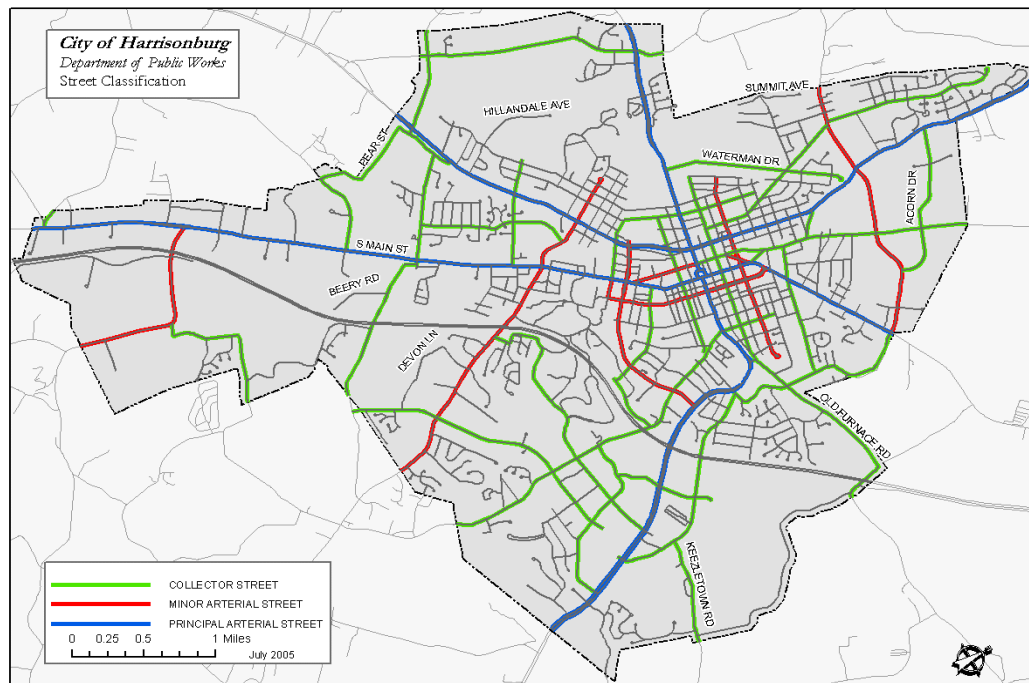 City of Harrisonburg
Department of Public Works
Street Classification
SUMMIT AVE
HILLANDALE AVE
PEAR ST
WATERMAN DR
ACORN DR
S MAIN ST
BEERY RD
DEVON LN
OLD FURNACE RD
KEEZLETOWN RD
COLLECTOR STREET
MINOR ARTERIAL STREET
PRINCIPAL ARTERIAL STREET
0 0.25 0.5 1 Miles
July 2005